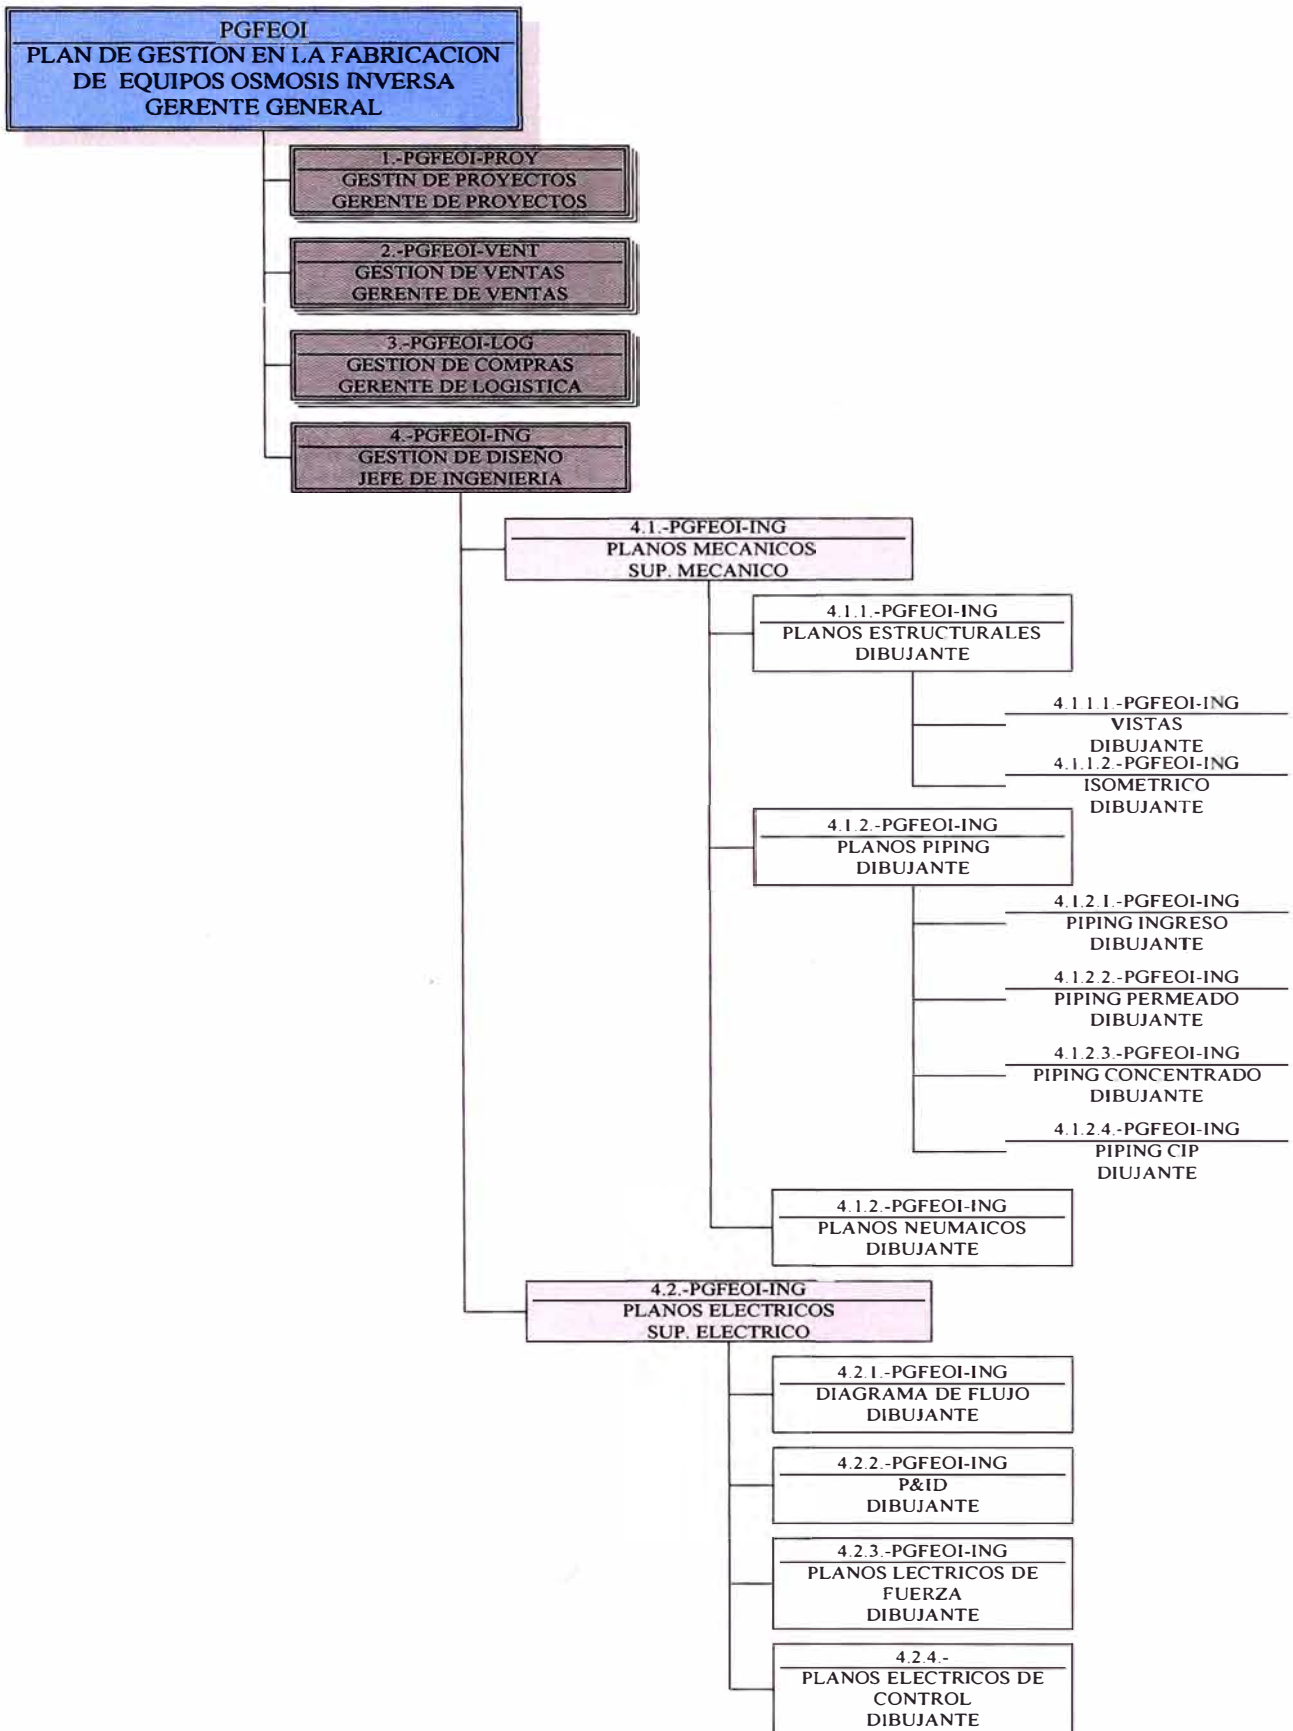 PGFEOI
PLAN DE GESTION EN LA FABRICACION
DE EQUIPOS OSMOSIS INVERSA
GERENTE GENERAL
1.-PGFEOI-PROY
GESTIN DE PROYECTOS
GERENTE DE PROYECTOS
2.-PGFEOI-VENT
GESTION DE VENTAS
GERENTE DE VENTAS
3.-PGFEOI-LOG
GESTION DE COMPRAS
GERENTE DE LOGISTICA
4.-PGFEOI-ING
GESTION DE DISEÑO
JEFE DE INGENIERIA
4.1.-PGFEOI-ING
PLANOS MECANICOS
SUP. MECANICO
4.1.1.-PGFEOI-ING
PLANOS ESTRUCTURALES
DIBUJANTE
4.1.1.1.-PGFEOI-ING
VISTAS
DIBUJANTE
4.1.1.2.-PGFEOI-ING
ISOMETRICO
DIBUJANTE
4.1.2.-PGFEOI-ING
PLANOS PIPING
DIBUJANTE
4.1.2.1.-PGFEOI-ING
PIPING INGRESO
DIBUJANTE
4.1.2.2.-PGFEOI-ING
PIPING PERMEADO
DIBUJANTE
4.1.2.3.-PGFEOI-ING
PIPING CONCENTRADO
DIBUJANTE
4.1.2.4.-PGFEOI-ING
PIPING CIP
DIUJANTE
4.1.2.-PGFEOI-ING
PLANOS NEUMAICOS
DIBUJANTE
4.2.-PGFEOI-ING
PLANOS ELECTRICOS
SUP. ELECTRICO
4.2.1.-PGFEOI-ING
DIAGRAMA DE FLUJO
DIBUJANTE
4.2.2.-PGFEOI-ING
P&ID
DIBUJANTE
4.2.3.-PGFEOI-ING
PLANOS LECTRICOS DE
FUERZA
DIBUJANTE
4.2.4.-
PLANOS ELECTRICOS DE
CONTROL
DIBUJANTE